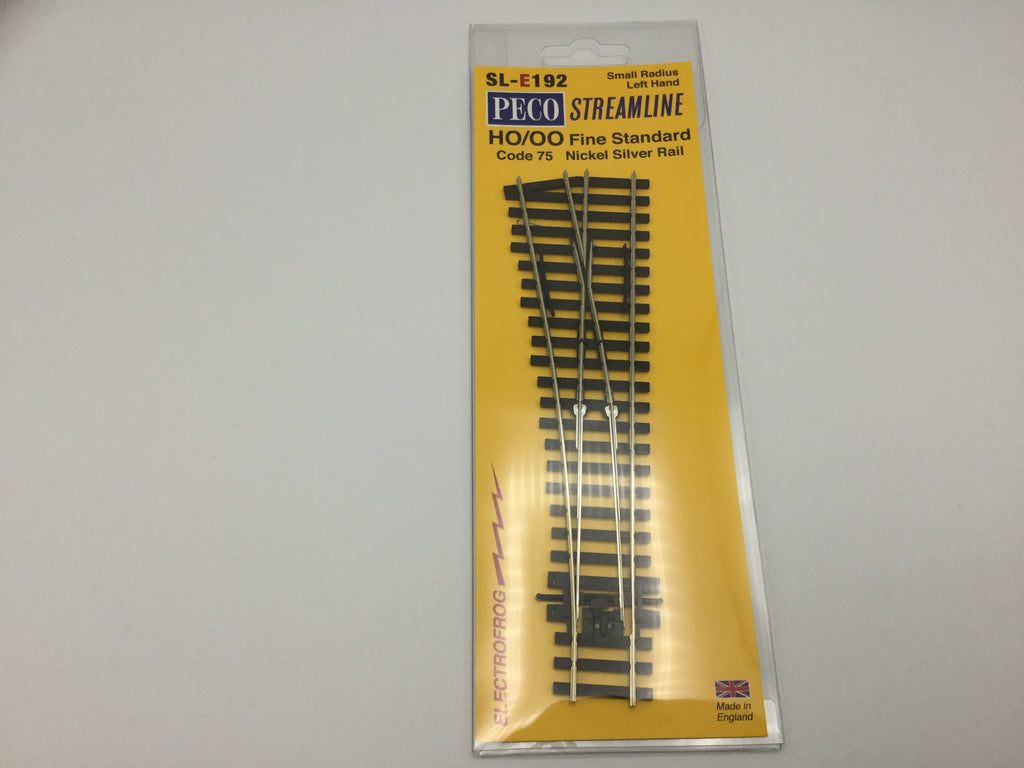 SL-E192
Small Radius
Left Hand
PECO STREAMLINE
HO/OO Fine Standard
Code 75 Nickel Silver Rail
ELECTROFROG
Made in
England